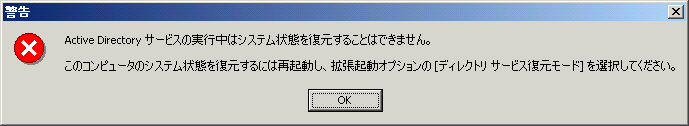 警告
Active Directory サービスの実行中はシステム状態を復元することはできません。
このコンピュータのシステム状態を復元するには再起動し、拡張起動オプションの [ディレクトリ サービス復元モード] を選択してください。
OK